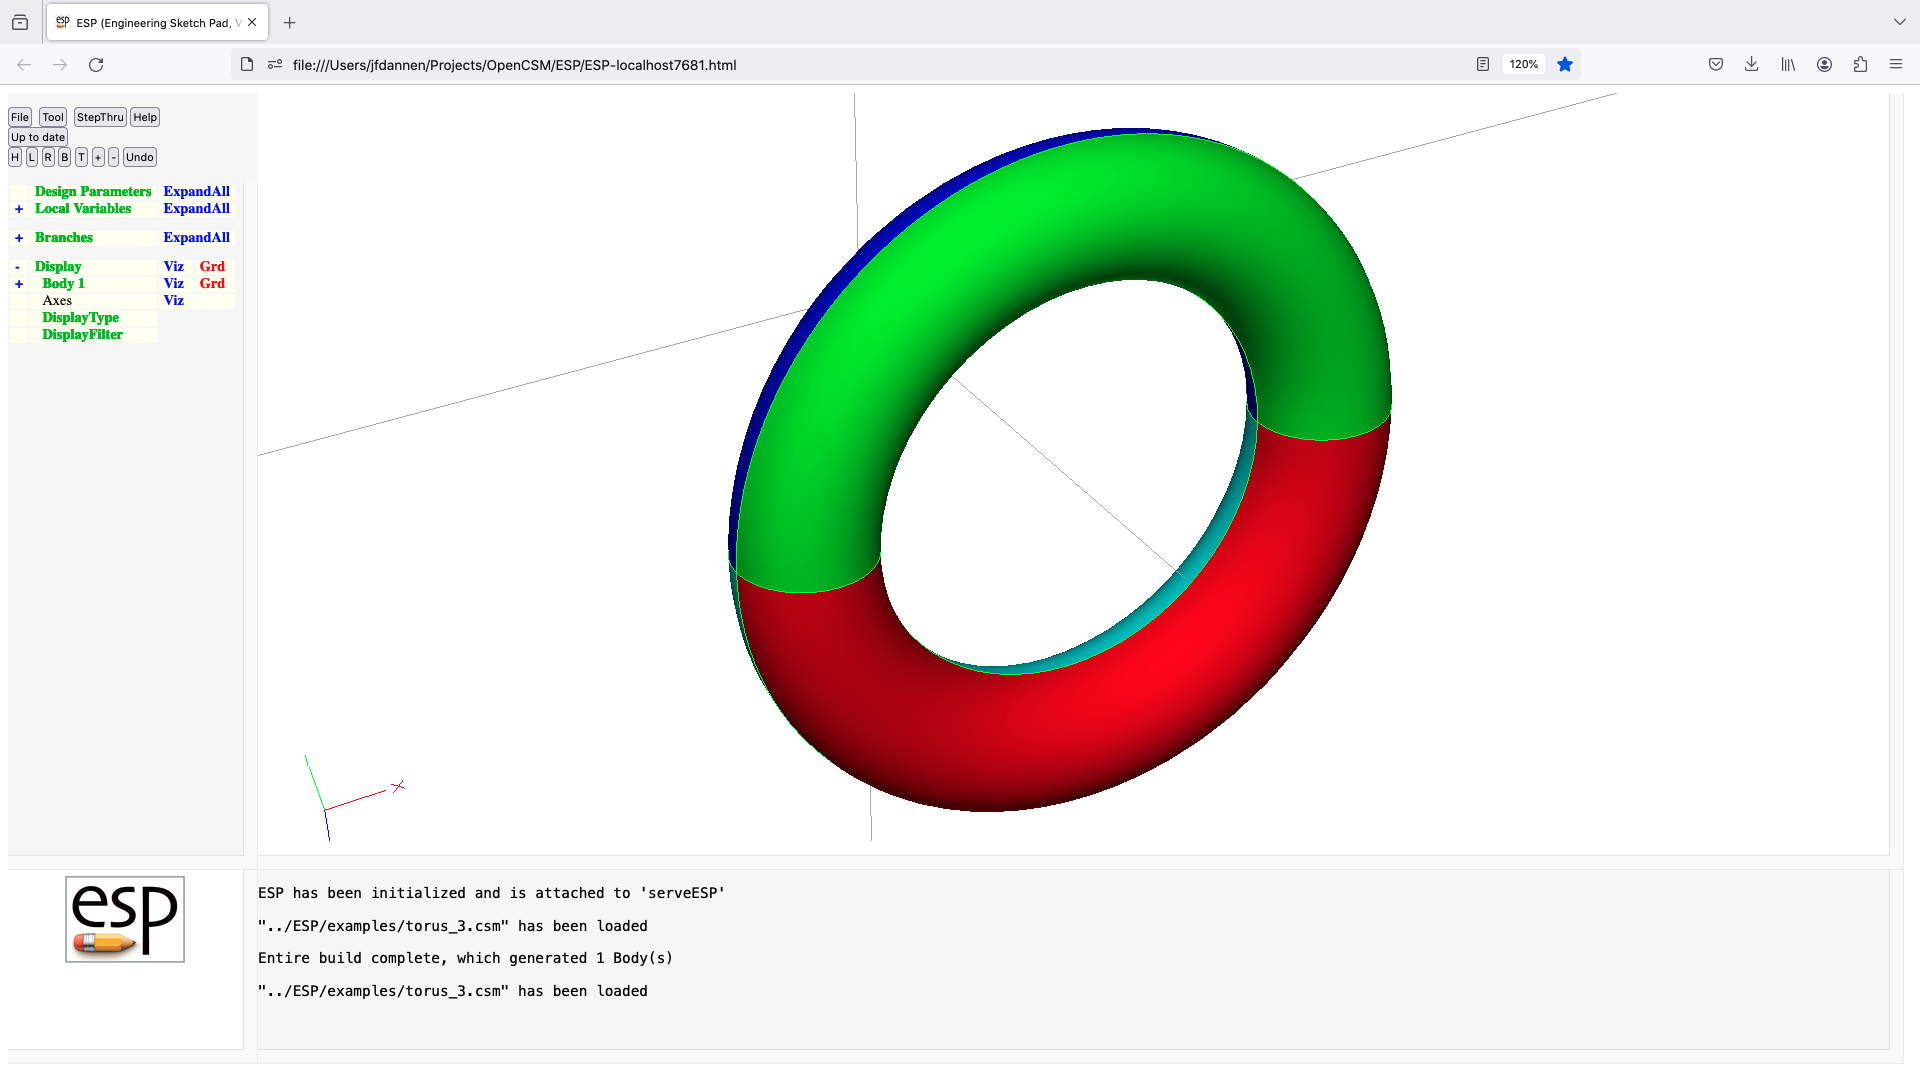 ESP (Engineering Sketch Pad, V
file:///Users/jfdannen/Projects/OpenCSM/ESP/ESP-localhost7681.html
120%
File Tool StepThru Help
Up to date
H L R B T + - Undo
Design Parameters ExpandAll
+ Local Variables ExpandAll
+ Branches ExpandAll
- Display Viz Grd
+ Body 1 Viz Grd
Axes Viz
DisplayType
DisplayFilter
X
esp
ESP has been initialized and is attached to 'serveESP'
"../ESP/examples/torus_3.csm" has been loaded
Entire build complete, which generated 1 Body(s)
"../ESP/examples/torus_3.csm" has been loaded